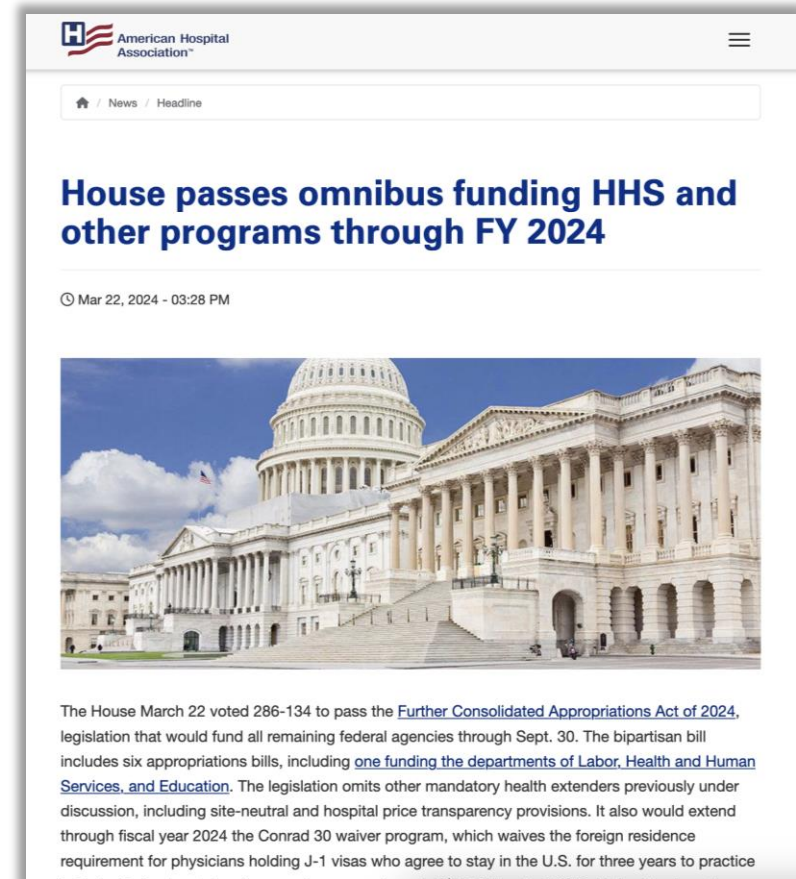 American Hospital
Association™
/ News / Headline
House passes omnibus funding HHS and
other programs through FY 2024
Mar 22, 2024 - 03:28 PM
The House March 22 voted 286-134 to pass the Further Consolidated Appropriations Act of 2024,
legislation that would fund all remaining federal agencies through Sept. 30. The bipartisan bill
includes six appropriations bills, including one funding the departments of Labor, Health and Human
Services, and Education. The legislation omits other mandatory health extenders previously under
discussion, including site-neutral and hospital price transparency provisions. It also would extend
through fiscal year 2024 the Conrad 30 waiver program, which waives the foreign residence
requirement for physicians holding J-1 visas who agree to stay in the U.S. for three years to practice